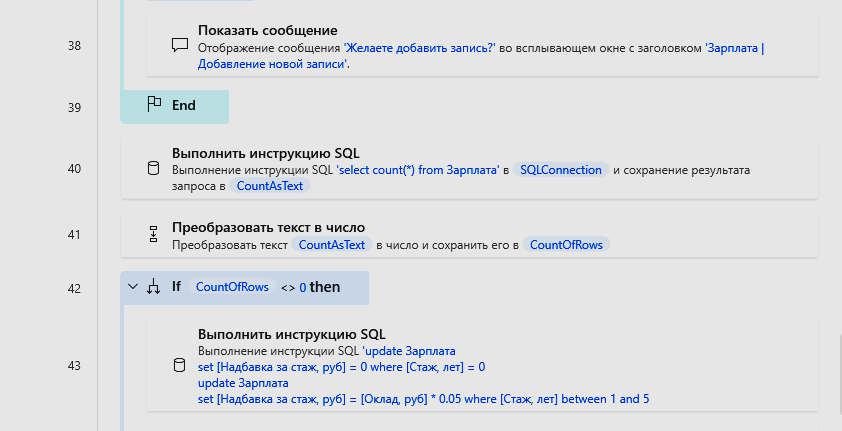 38
Показать сообщение
Отображение сообщения 'Желаете добавить запись?' во всплывающем окне с заголовком 'Зарплата |
Добавление новой записи'.
39
End
40
Выполнить инструкцию SQL
Выполнение инструкции SQL 'select count(*) from Зарплата' в SQLConnection и сохранение результата
запроса в CountAsText
41
Преобразовать текст в число
Преобразовать текст CountAsText в число и сохранить его в CountOfRows
42
If CountOfRows <> 0 then
43
Выполнить инструкцию SQL
Выполнение инструкции SQL 'update Зарплата
set [Надбавка за стаж, руб] = 0 where [Стаж, лет] = 0
update Зарплата
set [Надбавка за стаж, руб] = [Оклад, руб] * 0.05 where [Стаж, лет] between 1 and 5